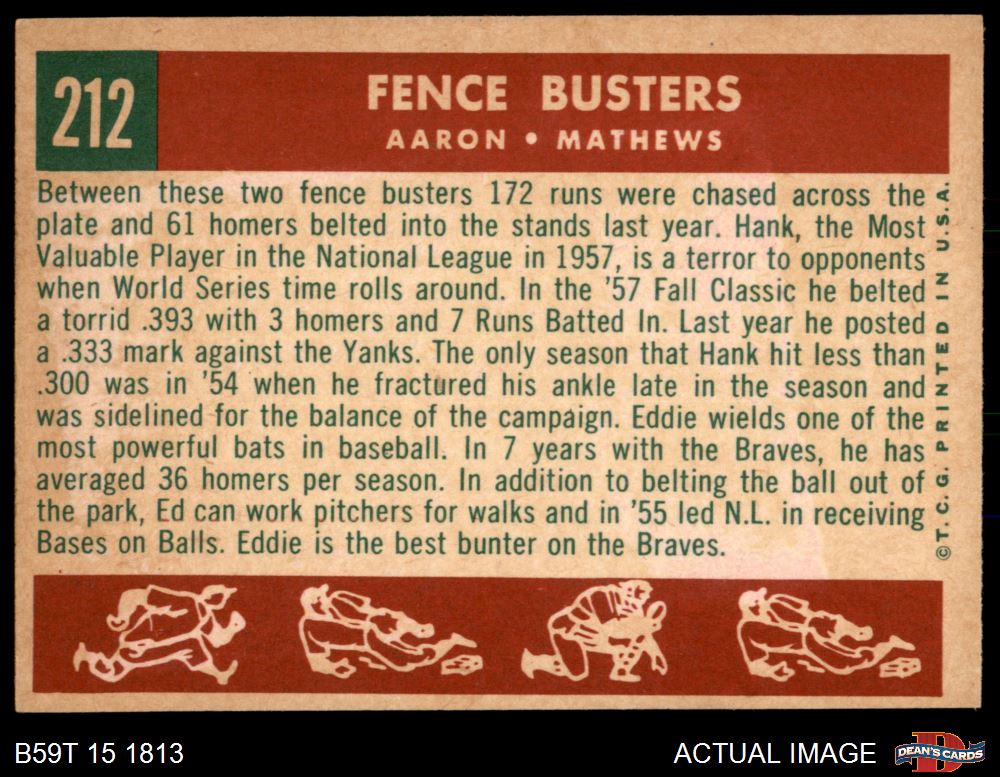 212
FENCE BUSTERS
AARON • MATHEWS
Between these two fence busters 172 runs were chased across the
plate and 61 homers belted into the stands last year. Hank, the Most
Valuable Player in the National League in 1957, is a terror to opponents
when World Series time rolls around. In the '57 Fall Classic he belted
a torrid .393 with 3 homers and 7 Runs Batted In. Last year he posted
a .333 mark against the Yanks. The only season that Hank hit less than
.300 was in '54 when he fractured his ankle late in the season and
was sidelined for the balance of the campaign. Eddie wields one of the
most powerful bats in baseball. In 7 years with the Braves, he has
averaged 36 homers per season. In addition to belting the ball out of
the park, Ed can work pitchers for walks and in '55 led N.L. in receiving
Bases on Balls. Eddie is the best bunter on the Braves.
© T. C. G. PRINTED IN U.S.A.
B59T 15 1813
ACTUAL IMAGE
D
DEAN'S CARDS